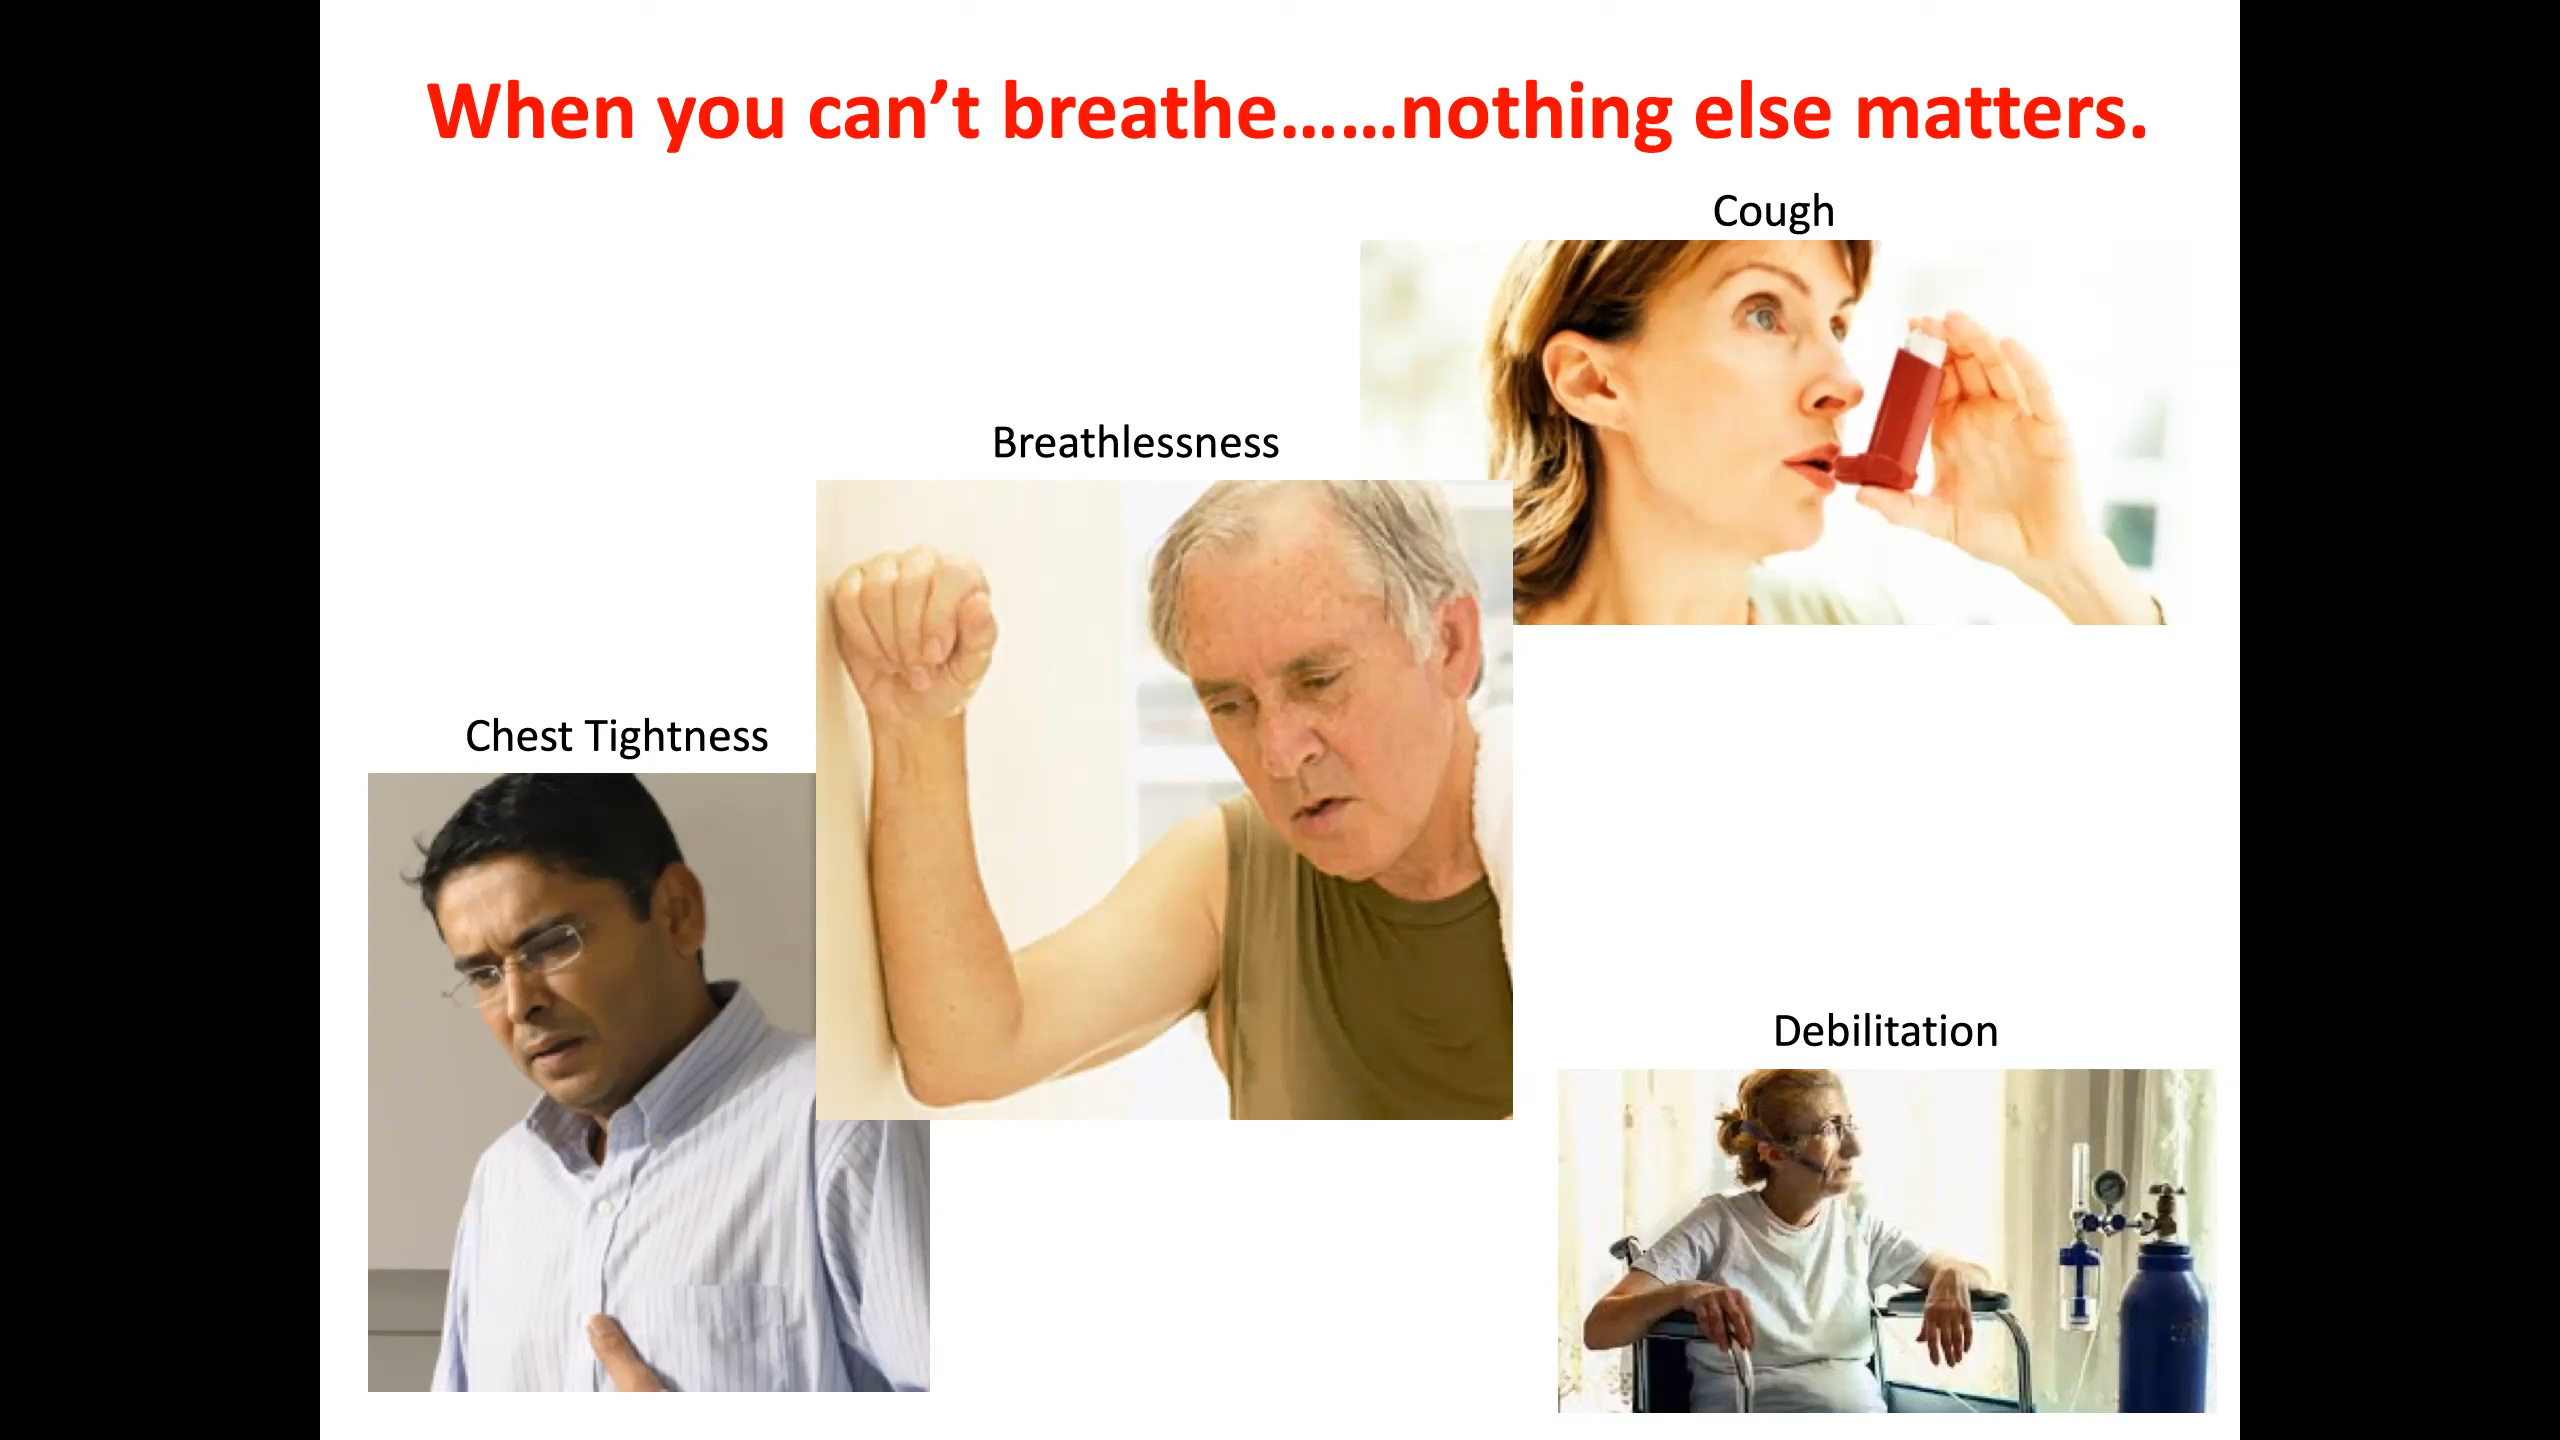 When you can’t breathe……nothing else matters.
Cough
Breathlessness
Chest Tightness
Debilitation